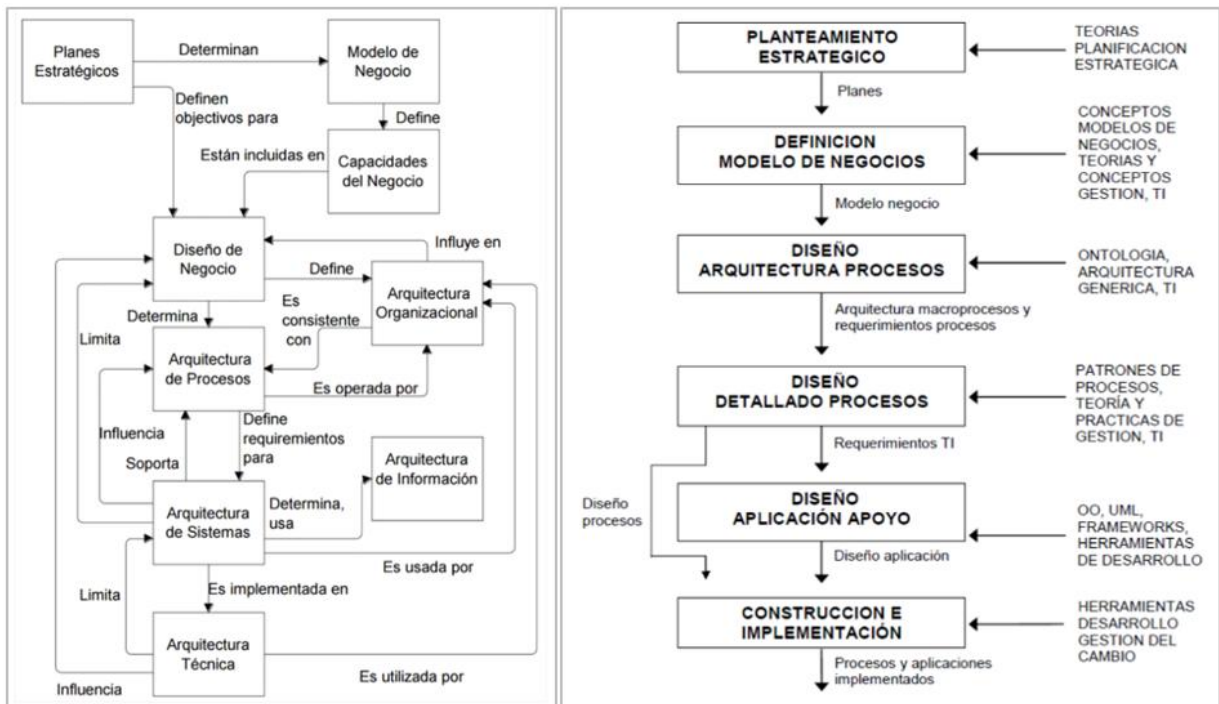 Planes
Estratégicos
Determinan
Modelo de
Negocio
Definen
objectivos para
Define
Están incluidas en
Capacidades
del Negocio
Diseño de
Negocio
Influye en
Define
Arquitectura
Organizacional
Es
consistente
con
Determina
Limita
Arquitectura
de Procesos
Es operada por
Define
requiremientos
para
Influencia
Soporta
Arquitectura
de Información
Arquitectura
de Sistemas
Determina,
usa
Es usada por
Es implementada en
Limita
Arquitectura
Técnica
Es utilizada por
Influencia
PLANTEAMIENTO
ESTRATEGICO
TEORIAS
PLANIFICACION
ESTRATEGICA
Planes
DEFINICION
MODELO DE NEGOCIOS
CONCEPTOS
MODELOS DE
NEGOCIOS,
TEORIAS Y
CONCEPTOS
GESTION, TI
Modelo negocio
DISEÑO
ARQUITECTURA PROCESOS
ONTOLOGIA,
ARQUITECTURA
GENERICA, TI
Arquitectura macroprocesos y
requerimientos procesos
DISEÑO
DETALLADO PROCESOS
PATRONES DE
PROCESOS,
TEORÍA Y
PRACTICAS DE
GESTION, TI
Requerimientos TI
Diseño
procesos
DISEÑO
APLICACIÓN APOYO
OO, UML,
FRAMEWORKS,
HERRAMIENTAS
DE DESARROLLO
Diseño aplicación
CONSTRUCCION E
IMPLEMENTACIÓN
HERRAMIENTAS
DESARROLLO
GESTION DEL
CAMBIO
Procesos y aplicaciones
implementados